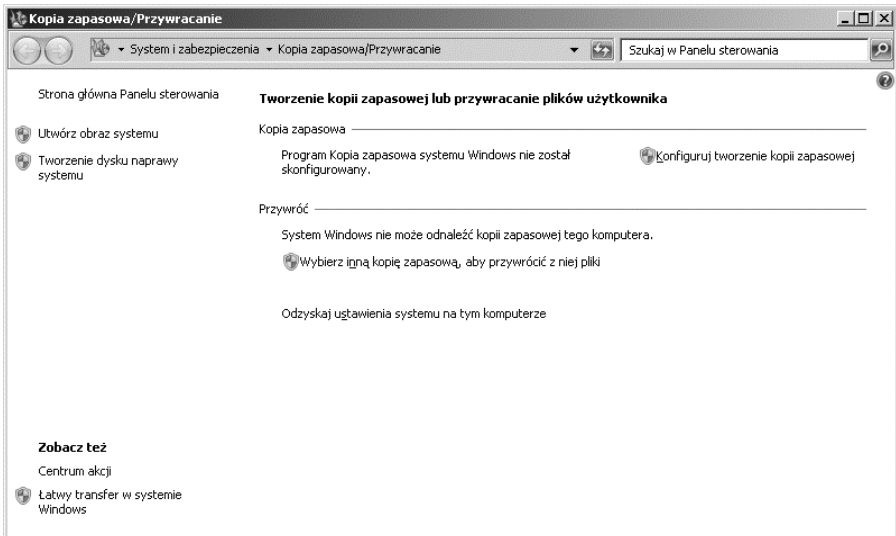 Kopia zapasowa/Przywracanie
System i zabezpieczenia Kopia zapasowa/Przywracanie
Szukaj w Panelu sterowania
Strona główna Panelu sterowania
Utwórz obraz systemu
Tworzenie dysku naprawy
systemu
Tworzenie kopii zapasowej lub przywracanie plików użytkownika
Kopia zapasowa
Program Kopia zapasowa systemu Windows nie został
skonfigurowany.
Konfiguruj tworzenie kopii zapasowej
Przywróć
System Windows nie może odnaleźć kopii zapasowej tego komputera.
Wybierz inną kopię zapasową, aby przywrócić z niej pliki
Odzyskaj ustawienia systemu na tym komputerze
Zobacz też
Centrum akcji
Łatwy transfer w systemie
Windows